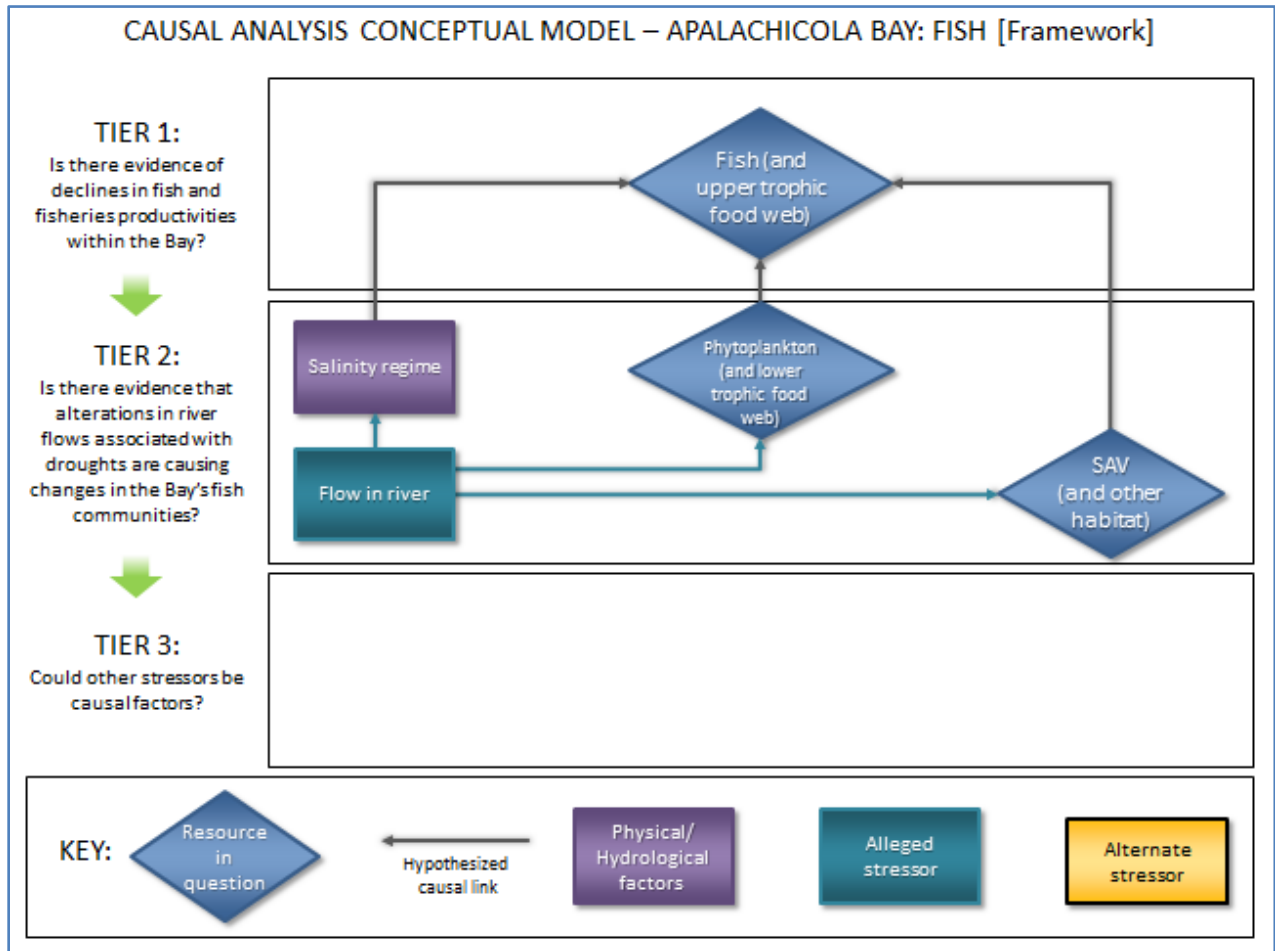 CAUSAL ANALYSIS CONCEPTUAL MODEL – APALACHICOLA BAY: FISH [Framework]
TIER 1:
Is there evidence of
declines in fish and
fisheries productivities
within the Bay?
Fish (and
upper trophic
food web)
TIER 2:
Is there evidence that
alterations in river
flows associated with
droughts are causing
changes in the Bay's fish
communities?
Salinity regime
Phytoplankton
(and lower
trophic food
web)
Flow in river
SAV
(and other
habitat)
TIER 3:
Could other stressors be
causal factors?
KEY:
Resource
in
question
Hypothesized
causal link
Physical/
Hydrological
factors
Alleged
stressor
Alternate
stressor